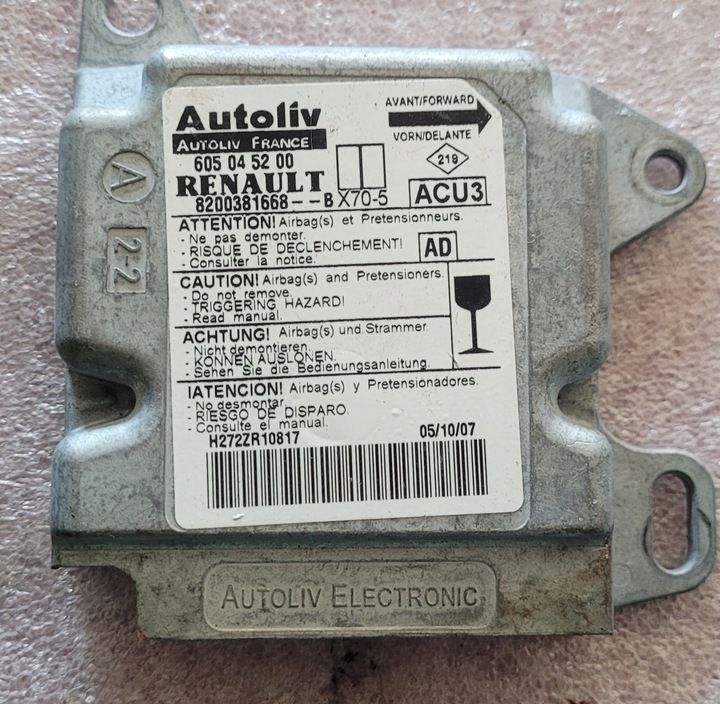 Autoliv
AVANT/FORWARD
AUTOLIV FRANCE
VORN/DELANTE
605 04 52 00
219
RENAULT
8200381668--B X70-5 ACU3
A
2-2
ATTENTION! Airbag(s) et Pretensionneurs.
- Ne pas demonter.
- RISQUE DE DECLENCHEMENT!
- Consulter la notice.
AD
CAUTION! Airbag(s) and Pretensioners.
- Do not remove.
- TRIGGERING HAZARD!
- Read manual.
ACHTUNG! Airbag(s) und Strammer
- Nicht demontieren.
- KONNEN AUSLONEN.
- Sehen Sie die Bedienungsanleitung.
IATENCION! Airbag(s) y Pretensionadores.
- No desmontar.
- RIESGO DE DISPARO.
- Consulte el manual.
H272ZR10817 05/10/07
AUTOLIV ELECTRONIC